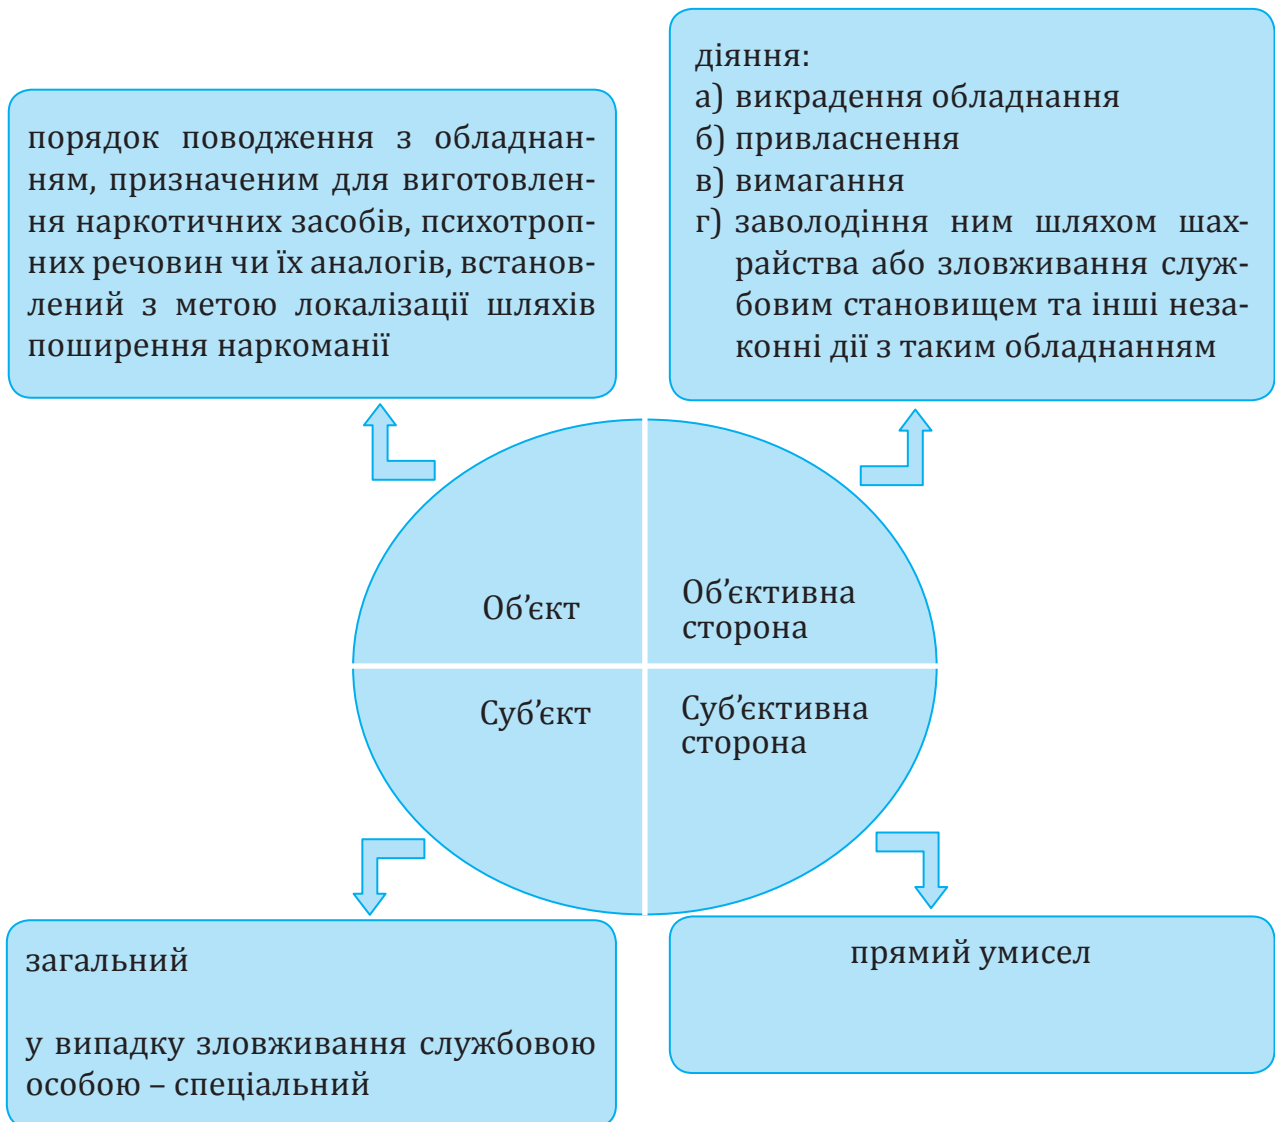 порядок поводження з обладнан-
ням, призначеним для виготовлен-
ня наркотичних засобів, психотроп-
них речовин чи їх аналогів, встанов-
лений з метою локалізації шляхів
поширення наркоманії
діяння:
а) викрадення обладнання
б) привласнення
в) вимагання
г) заволодіння ним шляхом шах-
райства або зловживання служ-
бовим становищем та інші неза-
конні дії з таким обладнанням
Об’єкт
Об’єктивна
сторона
Суб’єкт
Суб’єктивна
сторона
загальний
у випадку зловживання службовою
особою – спеціальний
прямий умисел